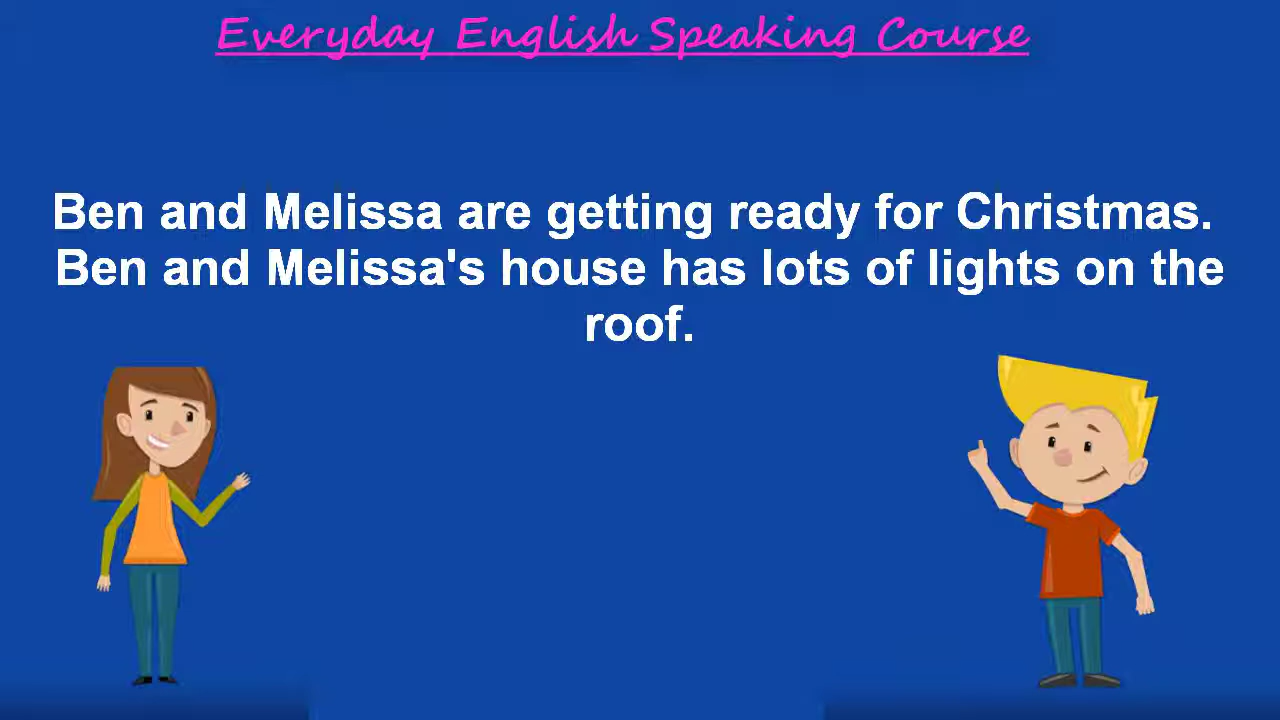 Everyday English Speaking Course
Ben and Melissa are getting ready for Christmas.
Ben and Melissa's house has lots of lights on the
roof.